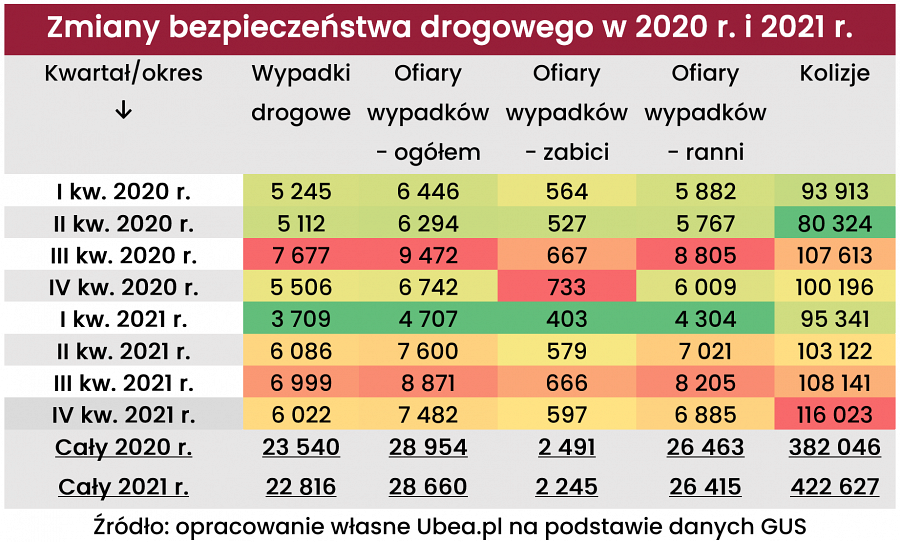 Zmiany bezpieczeństwa drogowego w 2020 r. i 2021 r.
Kwartał/okres Wypadki Ofiary Ofiary Ofiary Kolizje
↓ drogowe wypadków wypadków wypadków
- ogółem - zabici - ranni
I kw. 2020 r. 5 245 6 446 564 5 882 93 913
II kw. 2020 r. 5 112 6 294 527 5 767 80 324
III kw. 2020 r. 7 677 9 472 667 8 805 107 613
IV kw. 2020 r. 5 506 6 742 733 6 009 100 196
I kw. 2021 r. 3 709 4 707 403 4 304 95 341
II kw. 2021 r. 6 086 7 600 579 7 021 103 122
III kw. 2021 r. 6 999 8 871 666 8 205 108 141
IV kw. 2021 r. 6 022 7 482 597 6 885 116 023
Cały 2020 r. 23 540 28 954 2 491 26 463 382 046
Cały 2021 r. 22 816 28 660 2 245 26 415 422 627
Źródło: opracowanie własne Ubea.pl na podstawie danych GUS